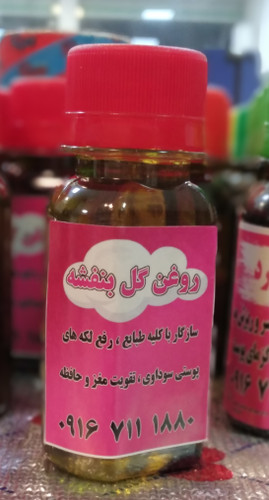 روغن گل بنفشه
سازگار با کلیه طبایع ، رفع لکه های
پوستی سوداوی ، تقویت مغز و حافظه
۰۹۱۶ ۷۱۱ ۱۸۸۰